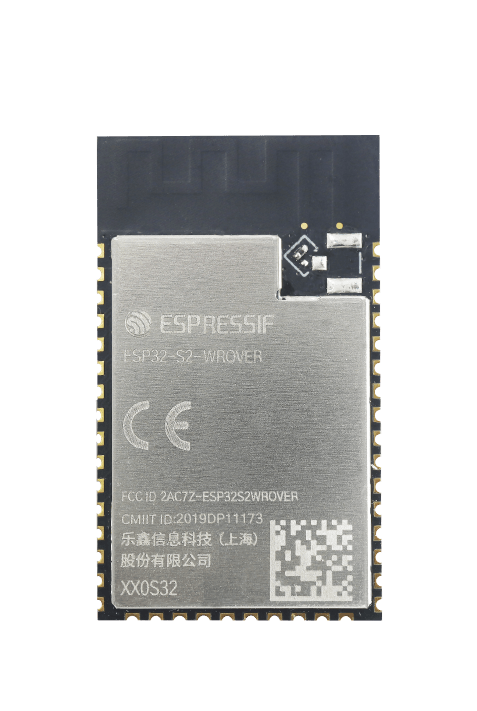 ESPRESSIF
ESP32-S2-WROVER
CE
FCC ID 2AC7Z-ESP32S2WROVER
CMIIT ID:2019DP11173
乐鑫信息科技(上海)
股份有限公司
XX0S32